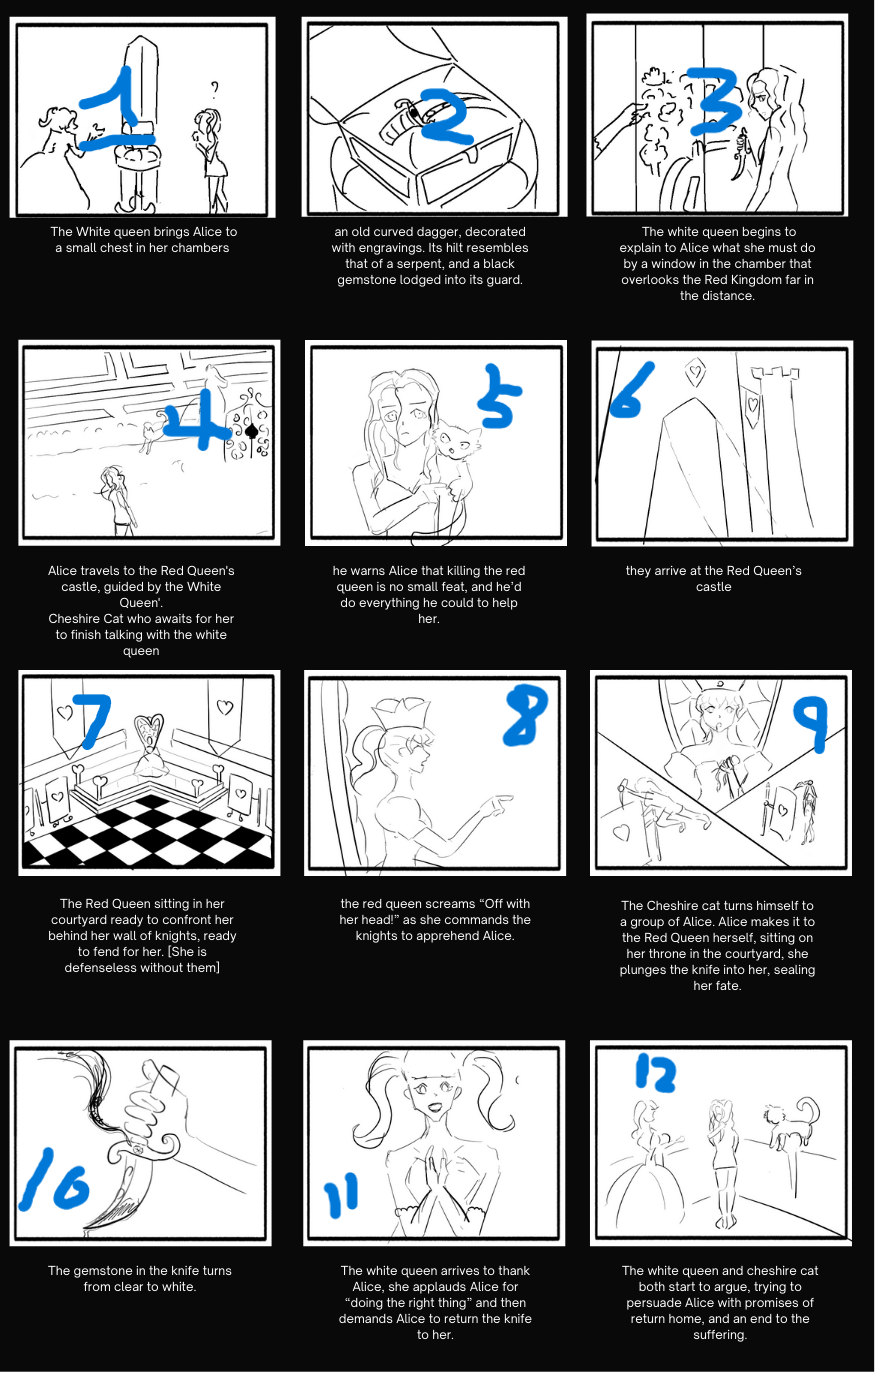 1
2
3
?
The White queen brings Alice to
a small chest in her chambers
an old curved dagger, decorated
with engravings. Its hilt resembles
that of a serpent, and a black
gemstone lodged into its guard.
The white queen begins to
explain to Alice what she must do
by a window in the chamber that
overlooks the Red Kingdom far in
the distance.
4
5
6
Alice travels to the Red Queen's
castle, guided by the White
Queen'.
Cheshire Cat who awaits for her
to finish talking with the white
queen
he warns Alice that killing the red
queen is no small feat, and he'd
do everything he could to help
her.
they arrive at the Red Queen's
castle
7
8
9
The Red Queen sitting in her
courtyard ready to confront her
behind her wall of knights, ready
to fend for her. [She is
defenseless without them]
the red queen screams “Off with
her head!” as she commands the
knights to apprehend Alice.
The Cheshire cat turns himself to
a group of Alice. Alice makes it to
the Red Queen herself, sitting on
her throne in the courtyard, she
plunges the knife into her, sealing
her fate.
10
11
12
The gemstone in the knife turns
from clear to white.
The white queen arrives to thank
Alice, she applauds Alice for
“doing the right thing” and then
demands Alice to return the knife
to her.
The white queen and cheshire cat
both start to argue, trying to
persuade Alice with promises of
return home, and an end to the
suffering.